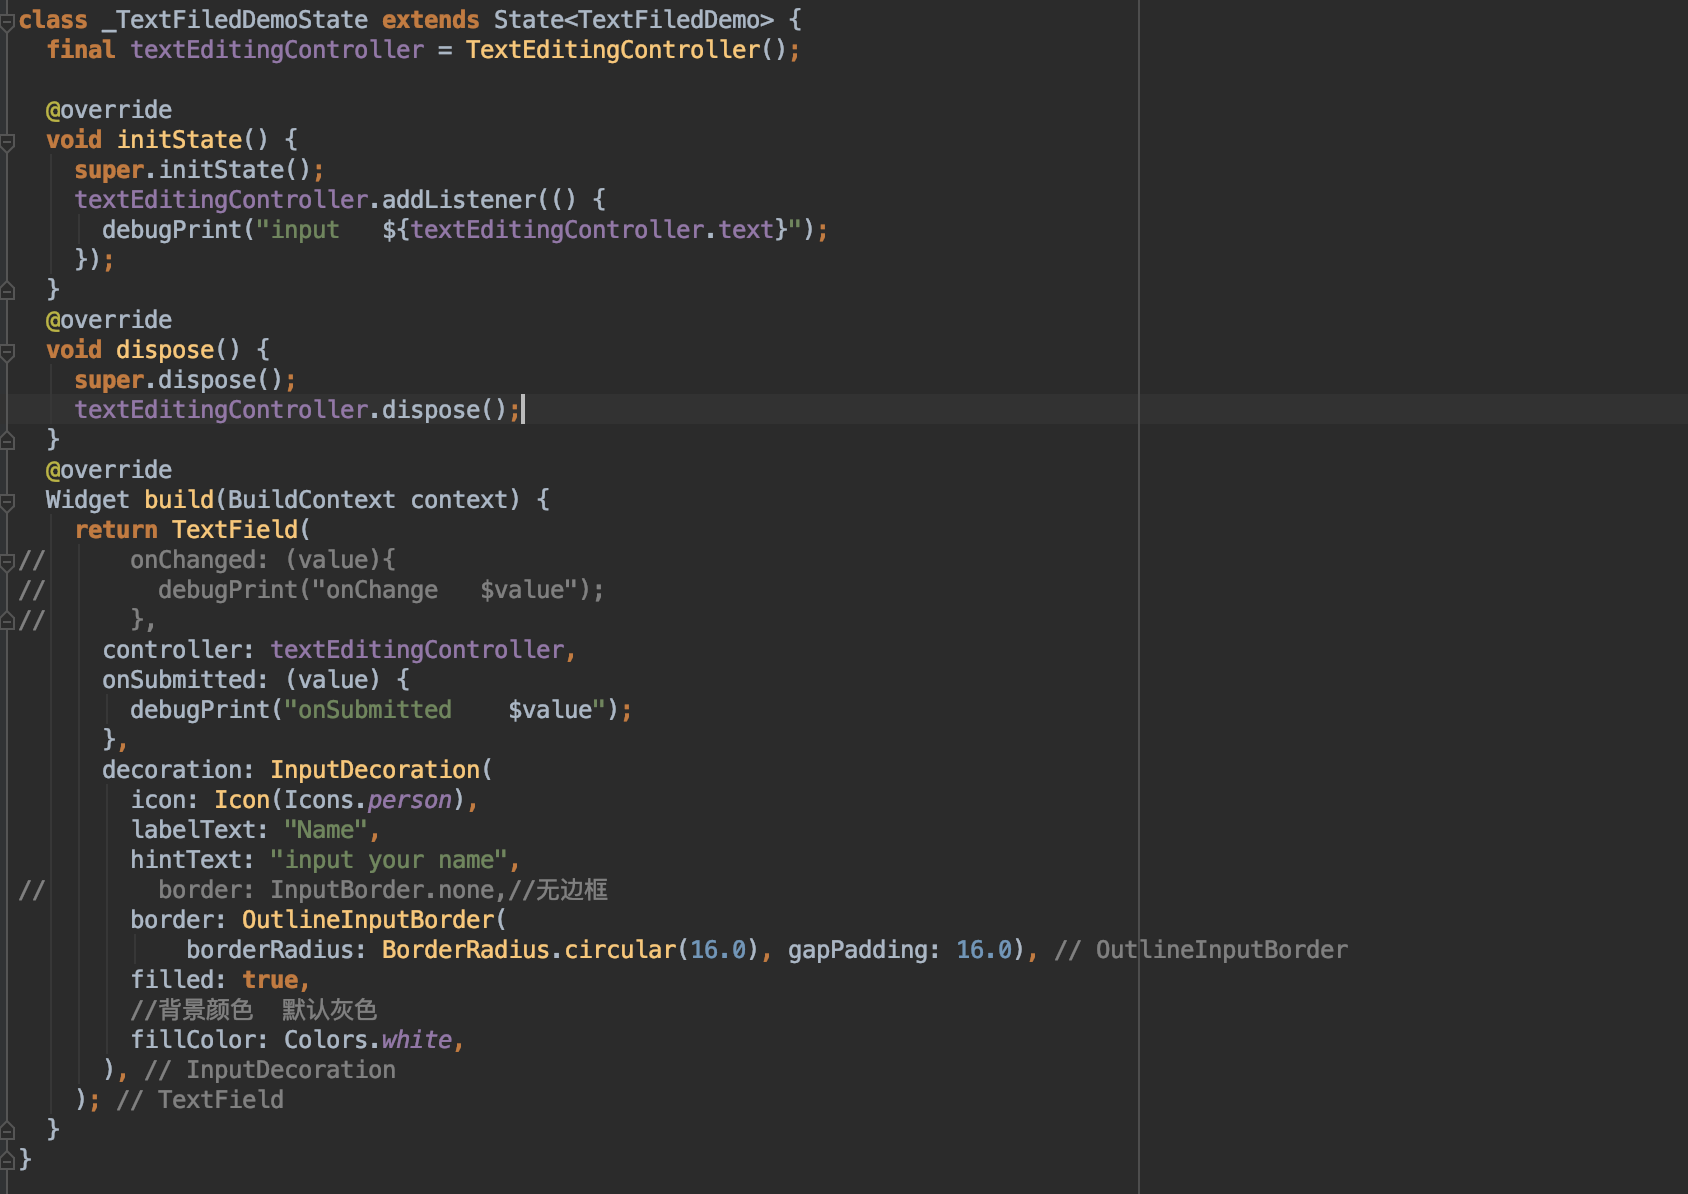 class _TextFiledDemoState extends State<TextFiledDemo> {
  final textEditingController = TextEditingController();

  @override
  void initState() {
    super.initState();
    textEditingController.addListener(() {
      debugPrint("input   ${textEditingController.text}");
    });
  }
  @override
  void dispose() {
    super.dispose();
    textEditingController.dispose();
  }
  @override
  Widget build(BuildContext context) {
    return TextField(
//      onChanged: (value){
//        debugPrint("onChange   $value");
//      },
      controller: textEditingController,
      onSubmitted: (value) {
        debugPrint("onSubmitted    $value");
      },
      decoration: InputDecoration(
        icon: Icon(Icons.person),
        labelText: "Name",
        hintText: "input your name",
//        border: InputBorder.none,//无边框
        border: OutlineInputBorder(
            borderRadius: BorderRadius.circular(16.0), gapPadding: 16.0), // OutlineInputBorder
        filled: true,
        //背景颜色  默认灰色
        fillColor: Colors.white,
      ), // InputDecoration
    ); // TextField
  }
}